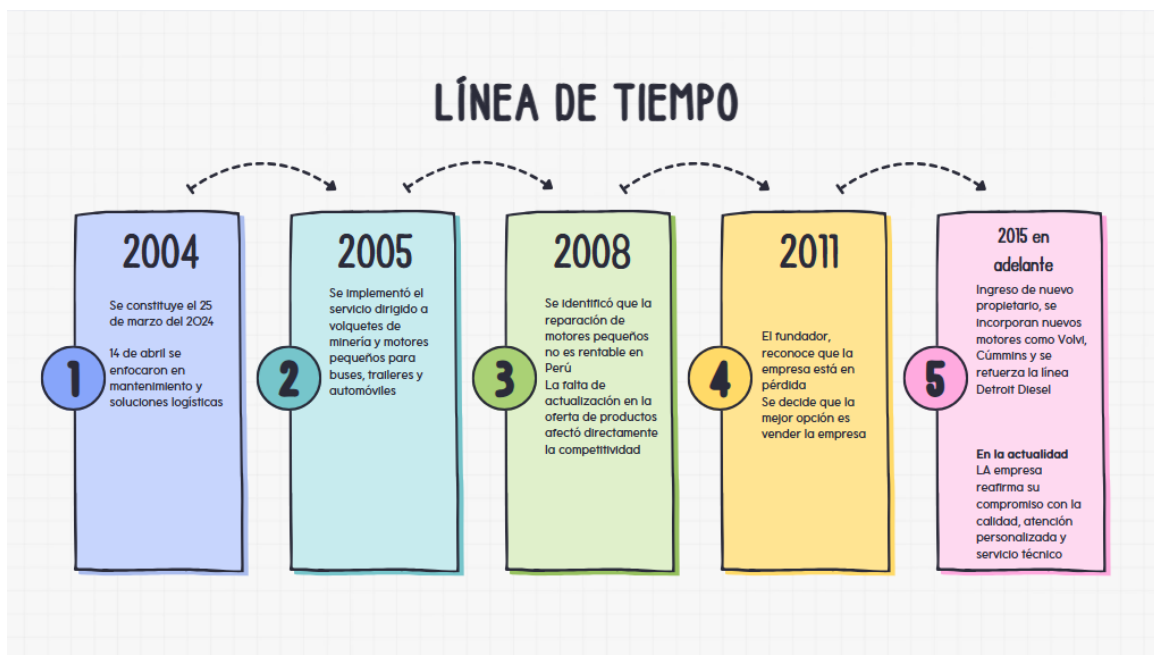 LÍNEA DE TIEMPO
2004
Se constituye el 25
de marzo del 2024
14 de abril se
enfocaron en
mantenimiento y
soluciones logísticas
1
2005
Se implementó el
servicio dirigido a
volquetes de
minería y motores
pequeños para
buses, traileres y
automóviles
2
2008
Se identificó que la
reparación de
motores pequeños
no es rentable en
Perú
La falta de
actualización en la
oferta de productos
afectó directamente
la competitividad
3
2011
El fundador,
reconoce que la
empresa está en
pérdida
Se decide que la
mejor opción es
vender la empresa
4
2015 en
adelante
Ingreso de nuevo
propietario, se
incorporan nuevos
motores como Volvi,
Cúmmins y se
refuerza la línea
Detroit Diesel
5
En la actualidad
LA empresa
reafirma su
compromiso con la
calidad, atención
personalizada y
servicio técnico